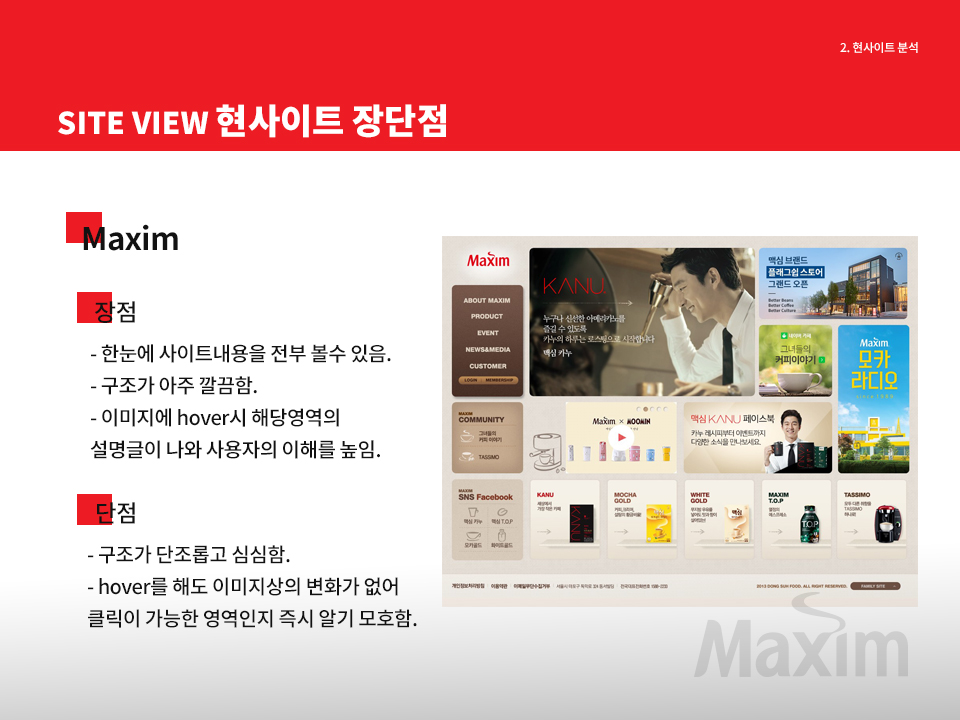 2. 현사이트 분석
SITE VIEW 현사이트 장단점
Maxim
장점
- 한눈에 사이트내용을 전부 볼수 있음.
- 구조가 아주 깔끔함.
- 이미지에 hover시 해당영역의
설명글이 나와 사용자의 이해를 높임.
단점
- 구조가 단조롭고 심심함.
- hover를 해도 이미지상의 변화가 없어
클릭이 가능한 영역인지 즉시 알기 모호함.
Maxim
ABOUT MAXIM
PRODUCT
EVENT
NEWS&MEDIA
CUSTOMER
LOGIN MEMBERSHIP
KANU
누구나 신선한 아메리카노를
즐길 수 있도록
카누의 하루는 로스팅으로 시작합니다
맥심 카누
맥심 브랜드
플래그쉽 스토어
그랜드 오픈
Better Beans
Better Coffee
Better Culture
그녀들의
커피이야기
Maxim
모카
라디오
MAXIM
COMMUNITY
그녀들의
커피 이야기
TASSIMO
Maxim × MOOMIN
맥심 KANU 페이스북
카누 레시피부터 이벤트까지
다양한 소식을 만나보세요.
MAXIM
SNS Facebook
맥심 카누 맥심 T.O.P
모카골드 화이트골드
KANU
세상에서
가장 작은 카페
MOCHA
GOLD
WHITE
GOLD
맥심
MAXIM
T.O.P
T.O.P
TASSIMO
개인정보처리방침 이용약관 이메일무단수집거부
2013 DONG SUH FOOD. ALL RIGHT RESERVED.
FAMILY SITE
Maxim